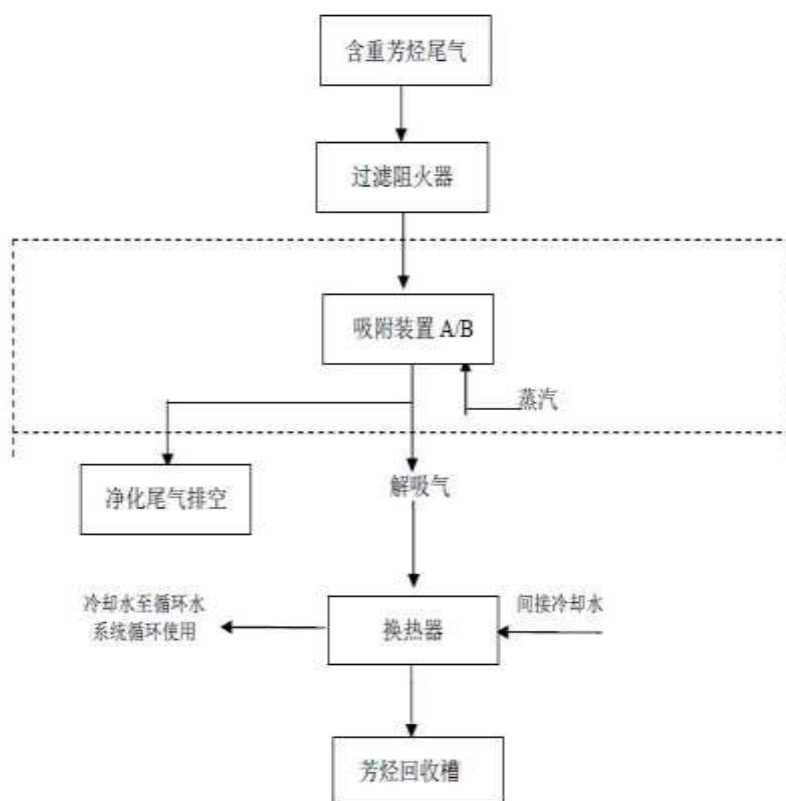 含重芳烃尾气
过滤阻火器
吸附装置 A/B
蒸汽
净化尾气排空
解吸气
冷却水至循环水
系统循环使用
换热器
间接冷却水
芳烃回收槽